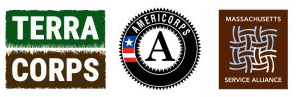 TERRA
CORPS
AMERICORPS
A
MASSACHUSETTS
SERVICE ALLIANCE